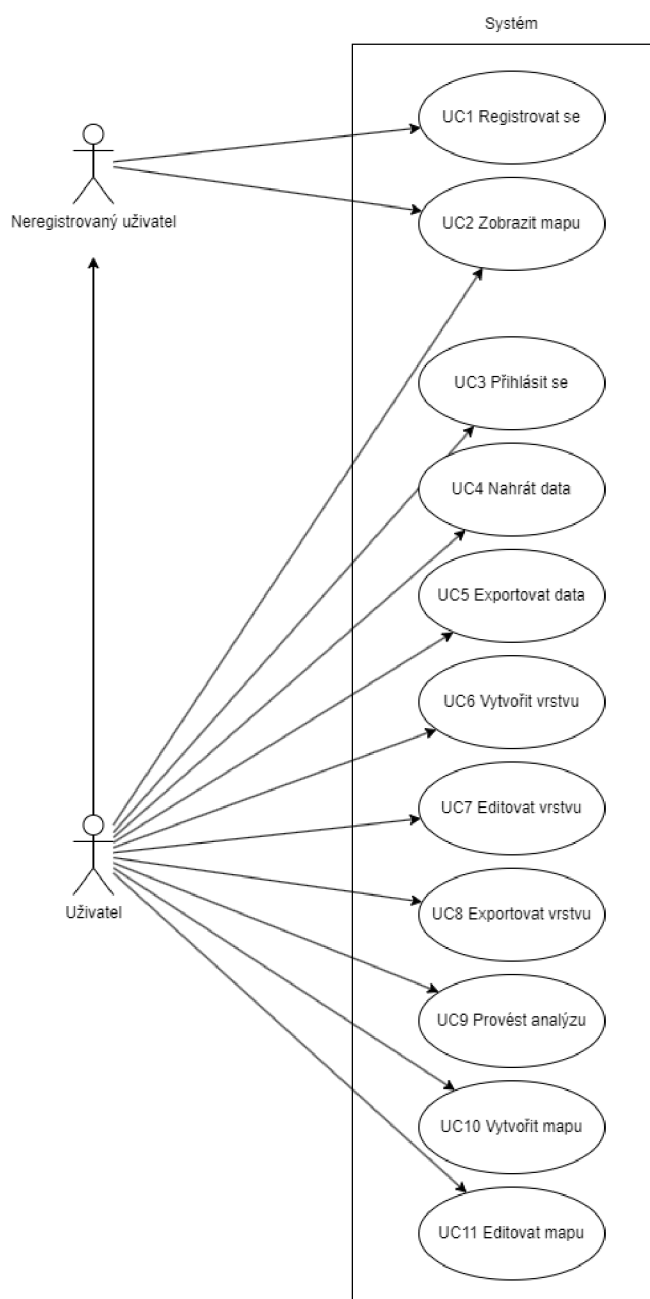 Systém
UC1 Registrovat se
Neregistrovaný uživatel
UC2 Zobrazit mapu
UC3 Přihlásit se
UC4 Nahrát data
UC5 Exportovat data
UC6 Vytvořit vrstvu
UC7 Editovat vrstvu
Uživatel
UC8 Exportovat vrstvu
UC9 Provést analýzu
UC10 Vytvořit mapu
UC11 Editovat mapu